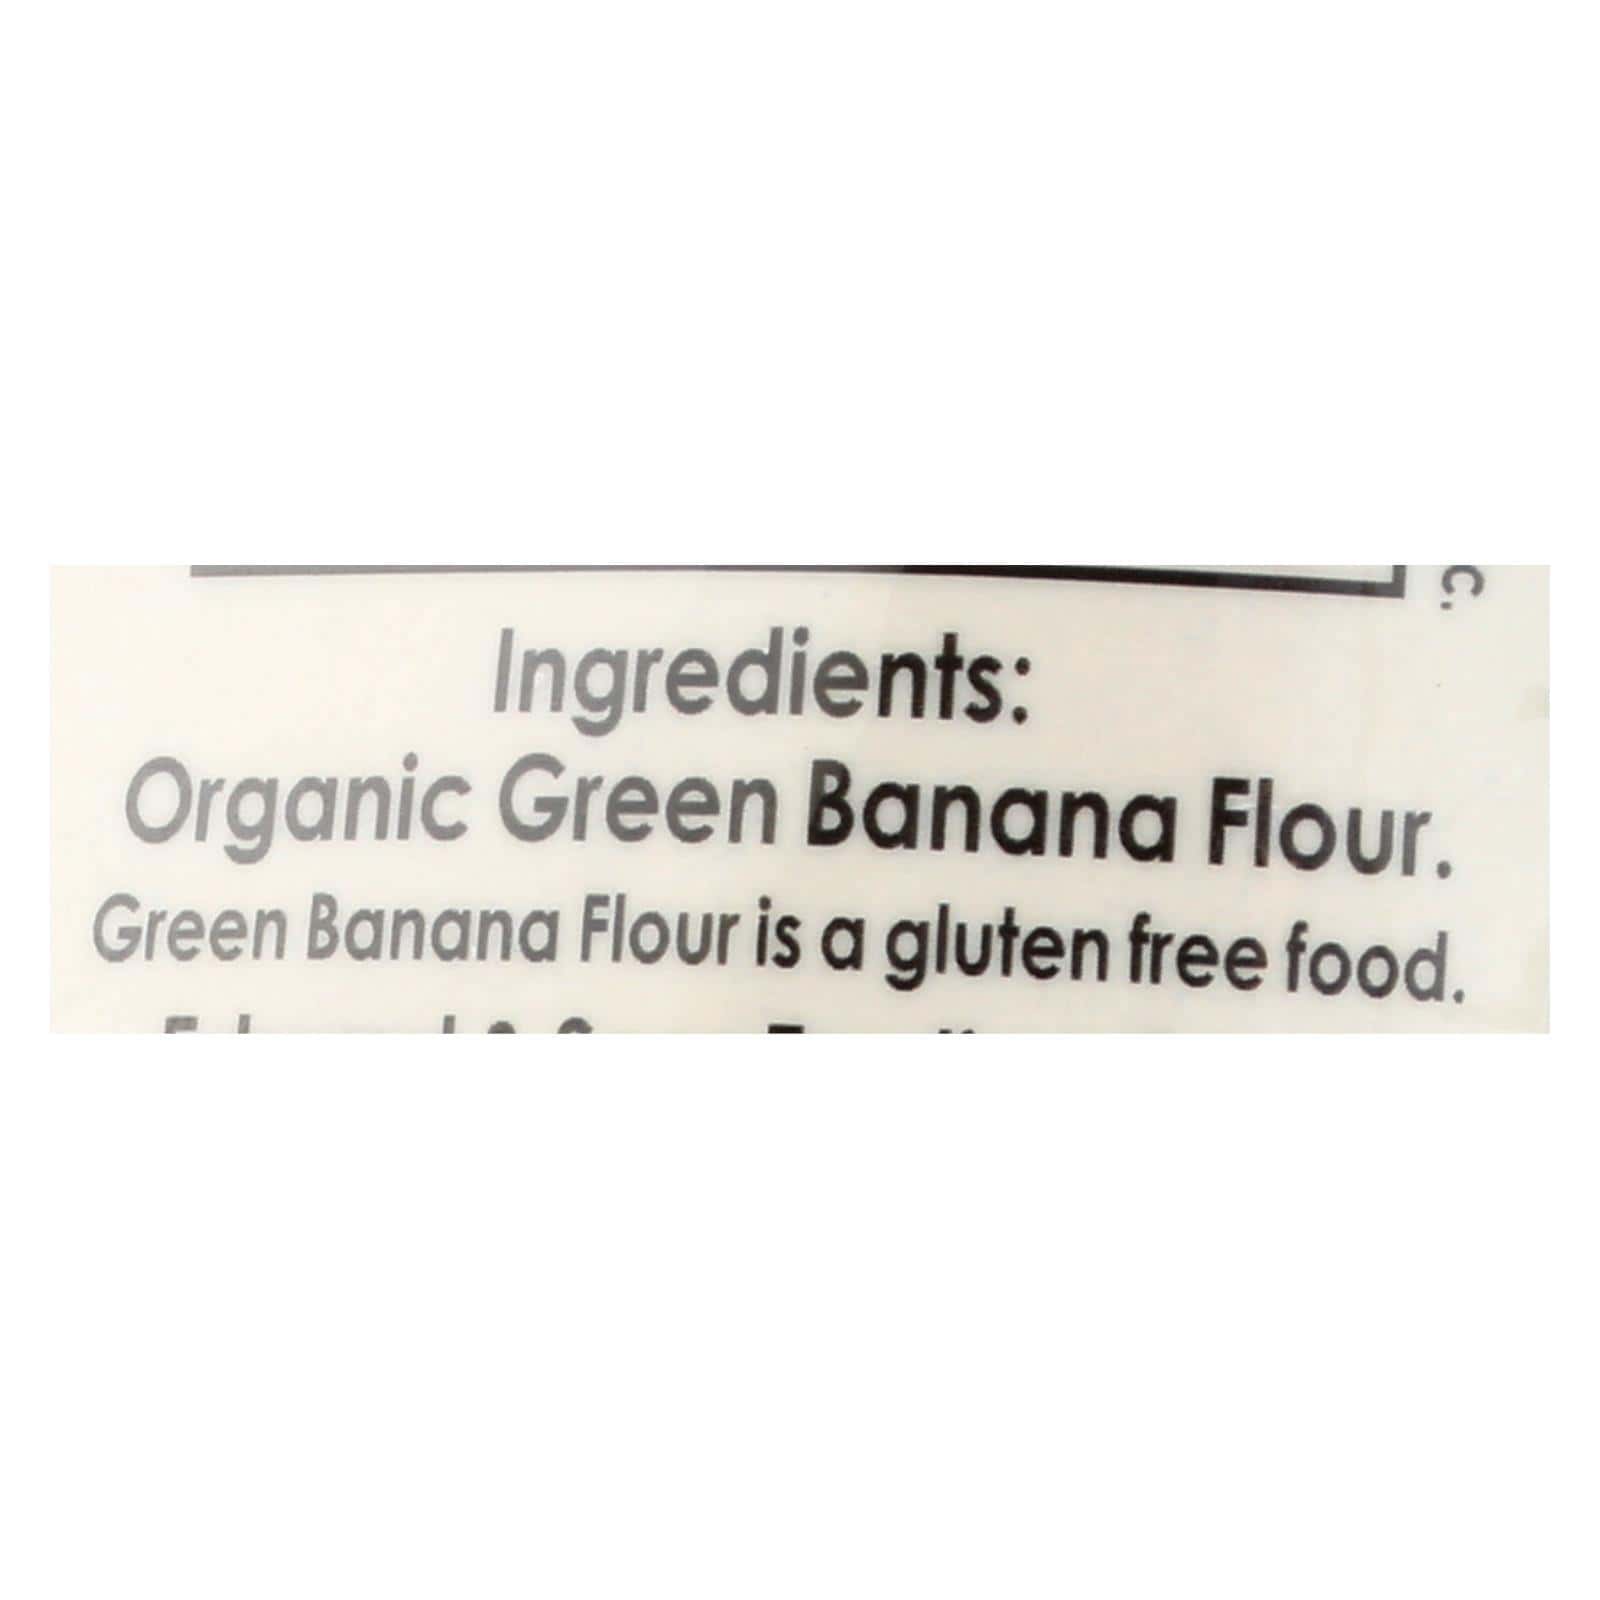 c.
Ingredients:
Organic Green Banana Flour.
Green Banana Flour is a gluten free food.